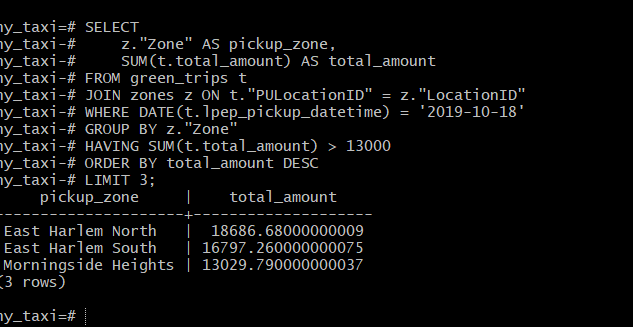 ny_taxi=# SELECT
ny_taxi-#     z."Zone" AS pickup_zone,
ny_taxi-#     SUM(t.total_amount) AS total_amount
ny_taxi-# FROM green_trips t
ny_taxi-# JOIN zones z ON t."PULocationID" = z."LocationID"
ny_taxi-# WHERE DATE(t.lpep_pickup_datetime) = '2019-10-18'
ny_taxi-# GROUP BY z."Zone"
ny_taxi-# HAVING SUM(t.total_amount) > 13000
ny_taxi-# ORDER BY total_amount DESC
ny_taxi-# LIMIT 3;
     pickup_zone     |    total_amount
---------------------+--------------------
 East Harlem North   |  18686.68000000009
 East Harlem South   | 16797.260000000075
 Morningside Heights | 13029.790000000037
(3 rows)
ny_taxi=#